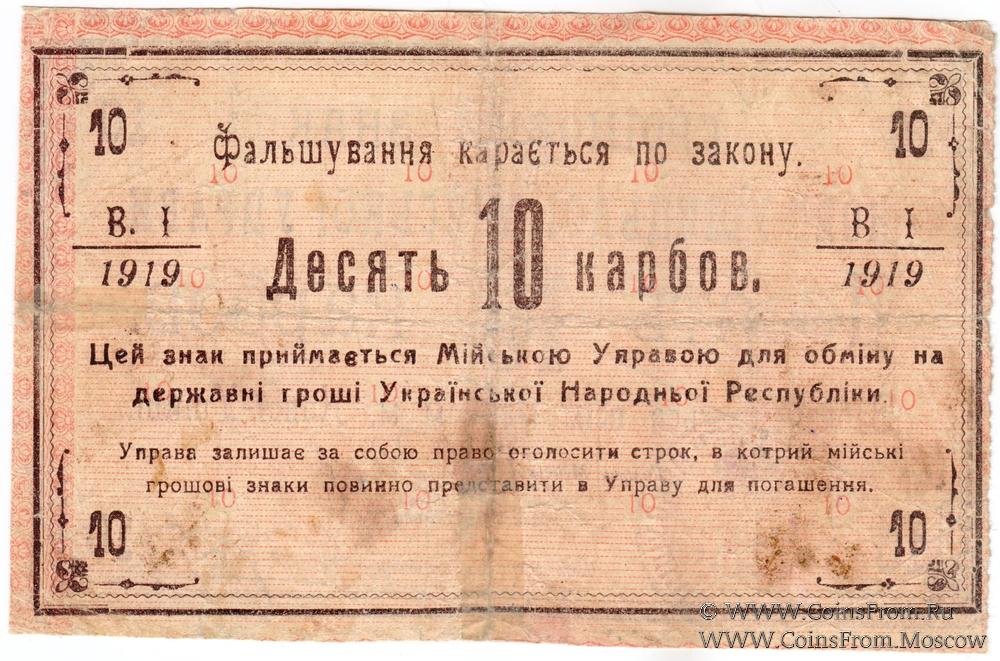 10 10
Фальшування карається по закону.
В. І В І
1919 1919
Десять 10 карбов.
Цей знак приймається Мійською Управою для обміну на
державні гроші Української Народньої Республіки.
Управа залишає за собою право оголосити строк, в котрий мійські
грошові знаки повинно представити в Управу для погашення.
10 10
© WWW.CoinsFrom.Ru
WWW.CoinsFrom.Moscow